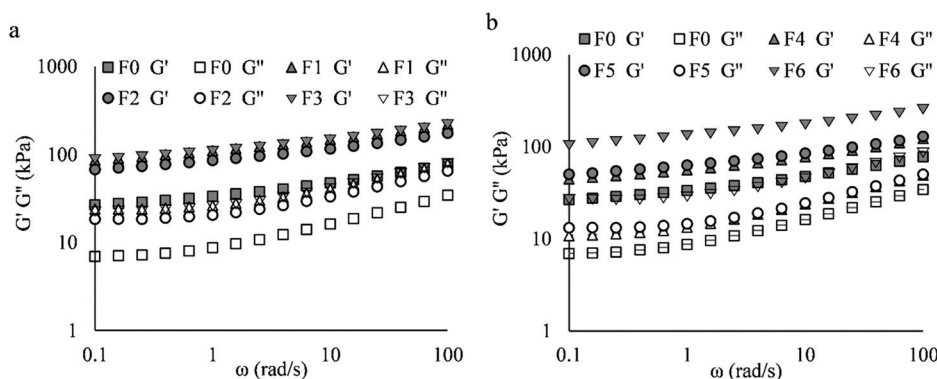 a
F0 G' F0 G" F1 G' F1 G"
F2 G' F2 G" F3 G' F3 G"
1000
100
10
1
G' G" (kPa)
0.1 1 10 100
ω (rad/s)
b
F0 G' F0 G" F4 G' F4 G"
F5 G' F5 G" F6 G' F6 G"
1000
100
10
1
G' G" (kPa)
0.1 1 10 100
ω (rad/s)